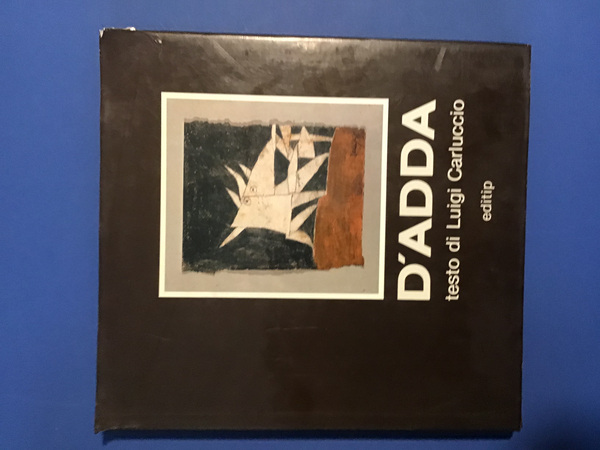 D'ADDA
testo di Luigi Carluccio
editip